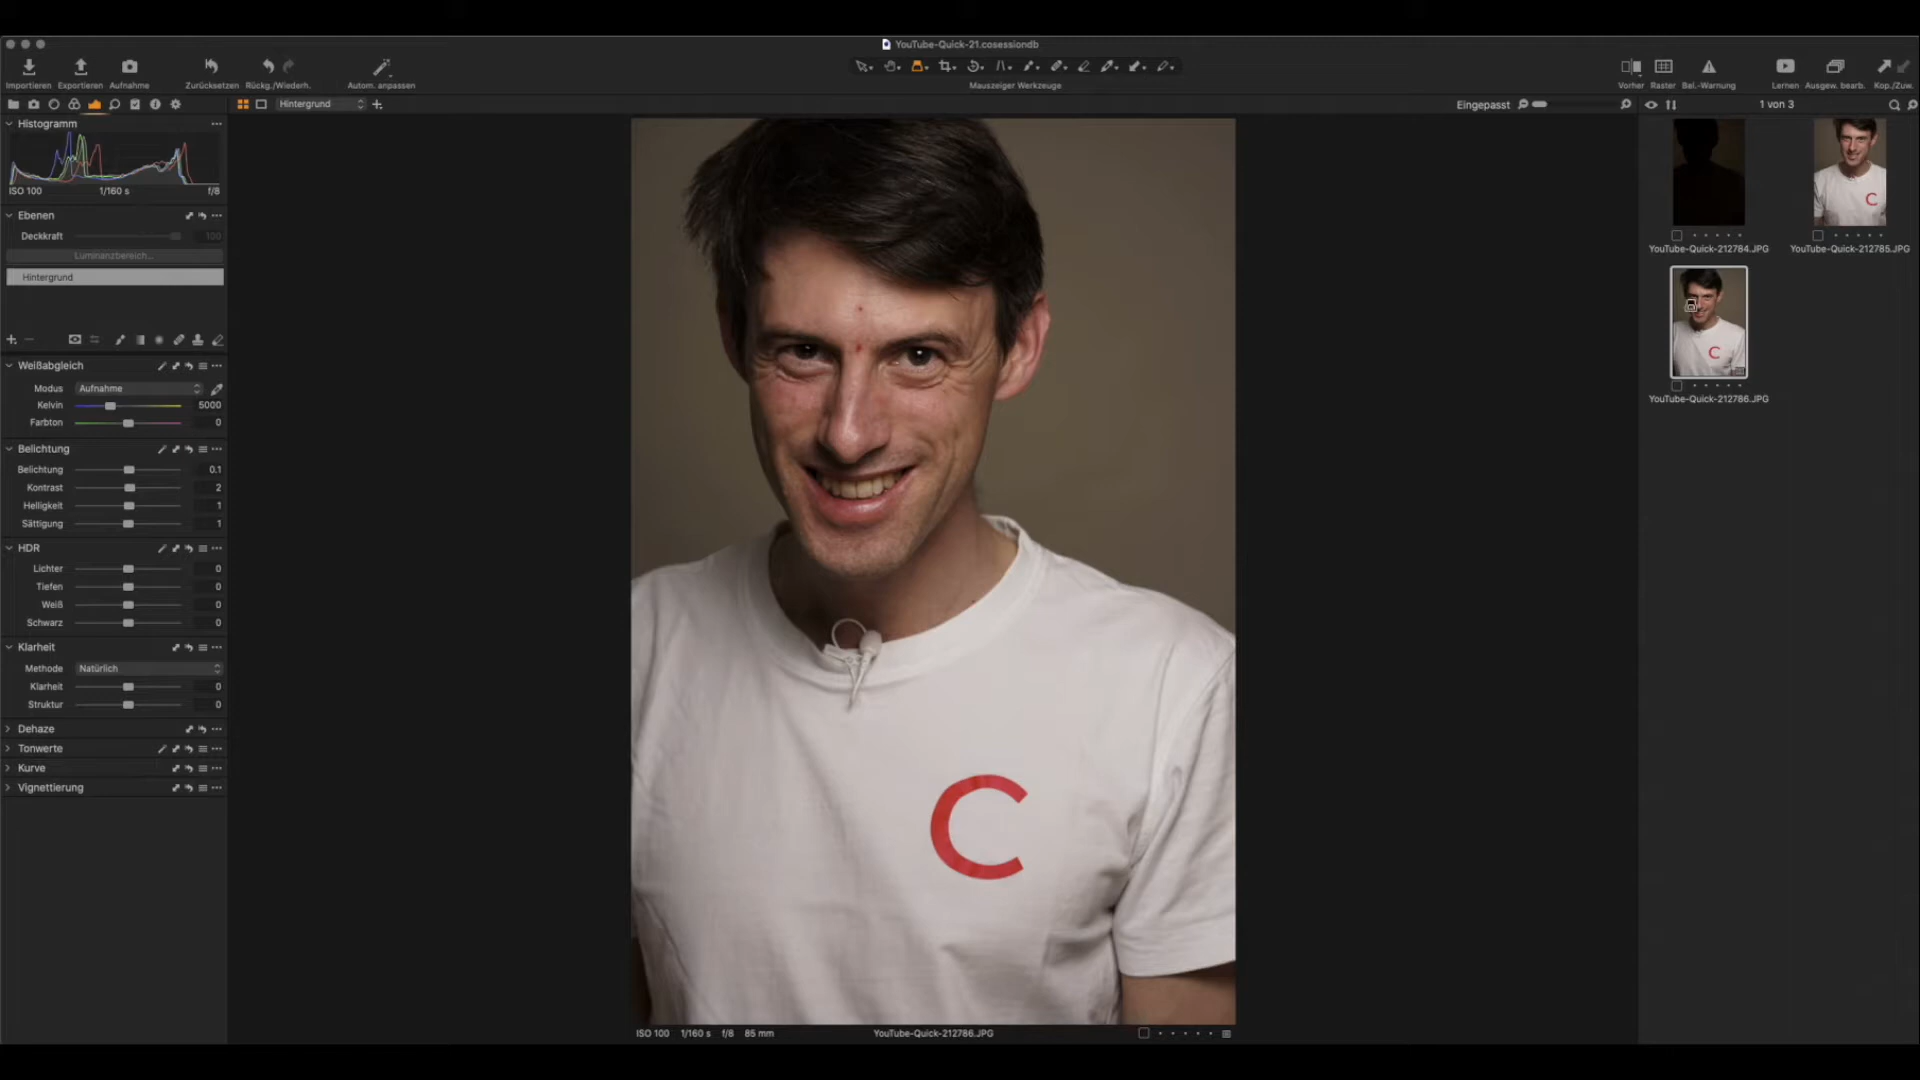 YouTube-Quick-21.cosessiondb
Importieren Exportieren Aufnahme Zurücksetzen Rückg./Wiederh. Autom. anpassen Mauszeiger Werkzeuge Vorher Raster Bel.-Warnung Lernen Ausgew. bearb. Kop./Zuw.
Hintergrund Eingepasst 1 von 3
Histogramm
ISO 100 1/160 s f/8
Ebenen
Deckkraft 100
Luminanzbereich...
Hintergrund
Weißabgleich
Modus Aufnahme
Kelvin 5000
Farbton 0
Belichtung
Belichtung 0.1
Kontrast 2
Helligkeit 1
Sättigung 1
HDR
Lichter 0
Tiefen 0
Weiß 0
Schwarz 0
Klarheit
Methode Natürlich
Klarheit 0
Struktur 0
Dehaze
Tonwerte
Kurve
Vignettierung
C
ISO 100 1/160 s f/8 85 mm YouTube-Quick-212786.JPG
C
YouTube-Quick-212784.JPG YouTube-Quick-212785.JPG
C
YouTube-Quick-212786.JPG